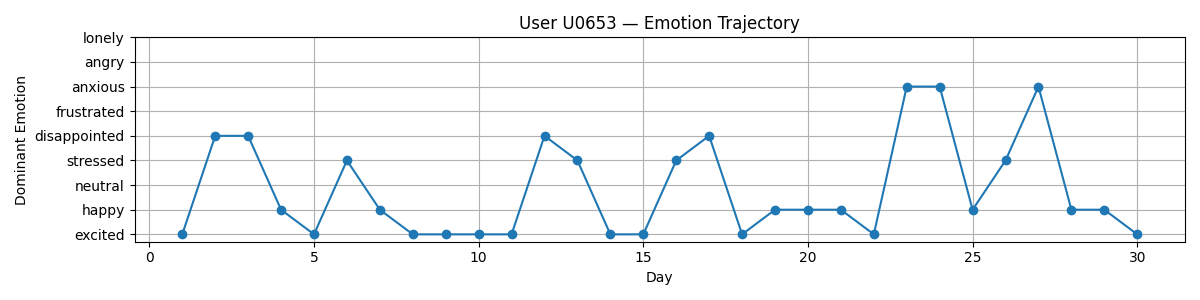 User U0653 — Emotion Trajectory
Dominant Emotion
lonely
angry
anxious
frustrated
disappointed
stressed
neutral
happy
excited
0 5 10 15 20 25 30
Day